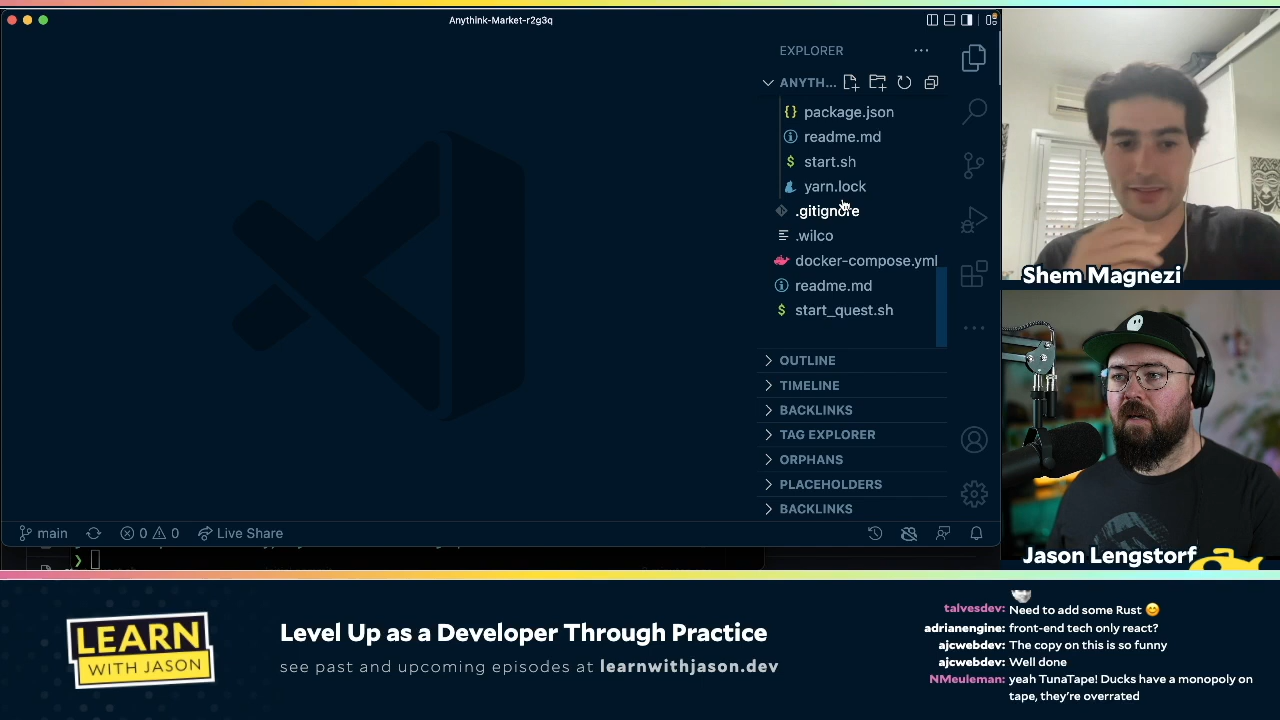 Anythink-Market-r2g3q
EXPLORER
ANYTH...
package.json
readme.md
start.sh
yarn.lock
.gitignore
.wilco
docker-compose.yml
readme.md
start_quest.sh
OUTLINE
TIMELINE
BACKLINKS
TAG EXPLORER
ORPHANS
PLACEHOLDERS
BACKLINKS
main
0
0
Live Share
Shem Magnezi
Jason Lengstorf
LEARN
WITH JASON
Level Up as a Developer Through Practice
see past and upcoming episodes at learnwithjason.dev
talvesdev: Need to add some Rust 😊
adrianengine: front-end tech only react?
ajcwebdev: The copy on this is so funny
ajcwebdev: Well done
NMeuleman: yeah TunaTape! Ducks have a monopoly on
tape, they're overrated